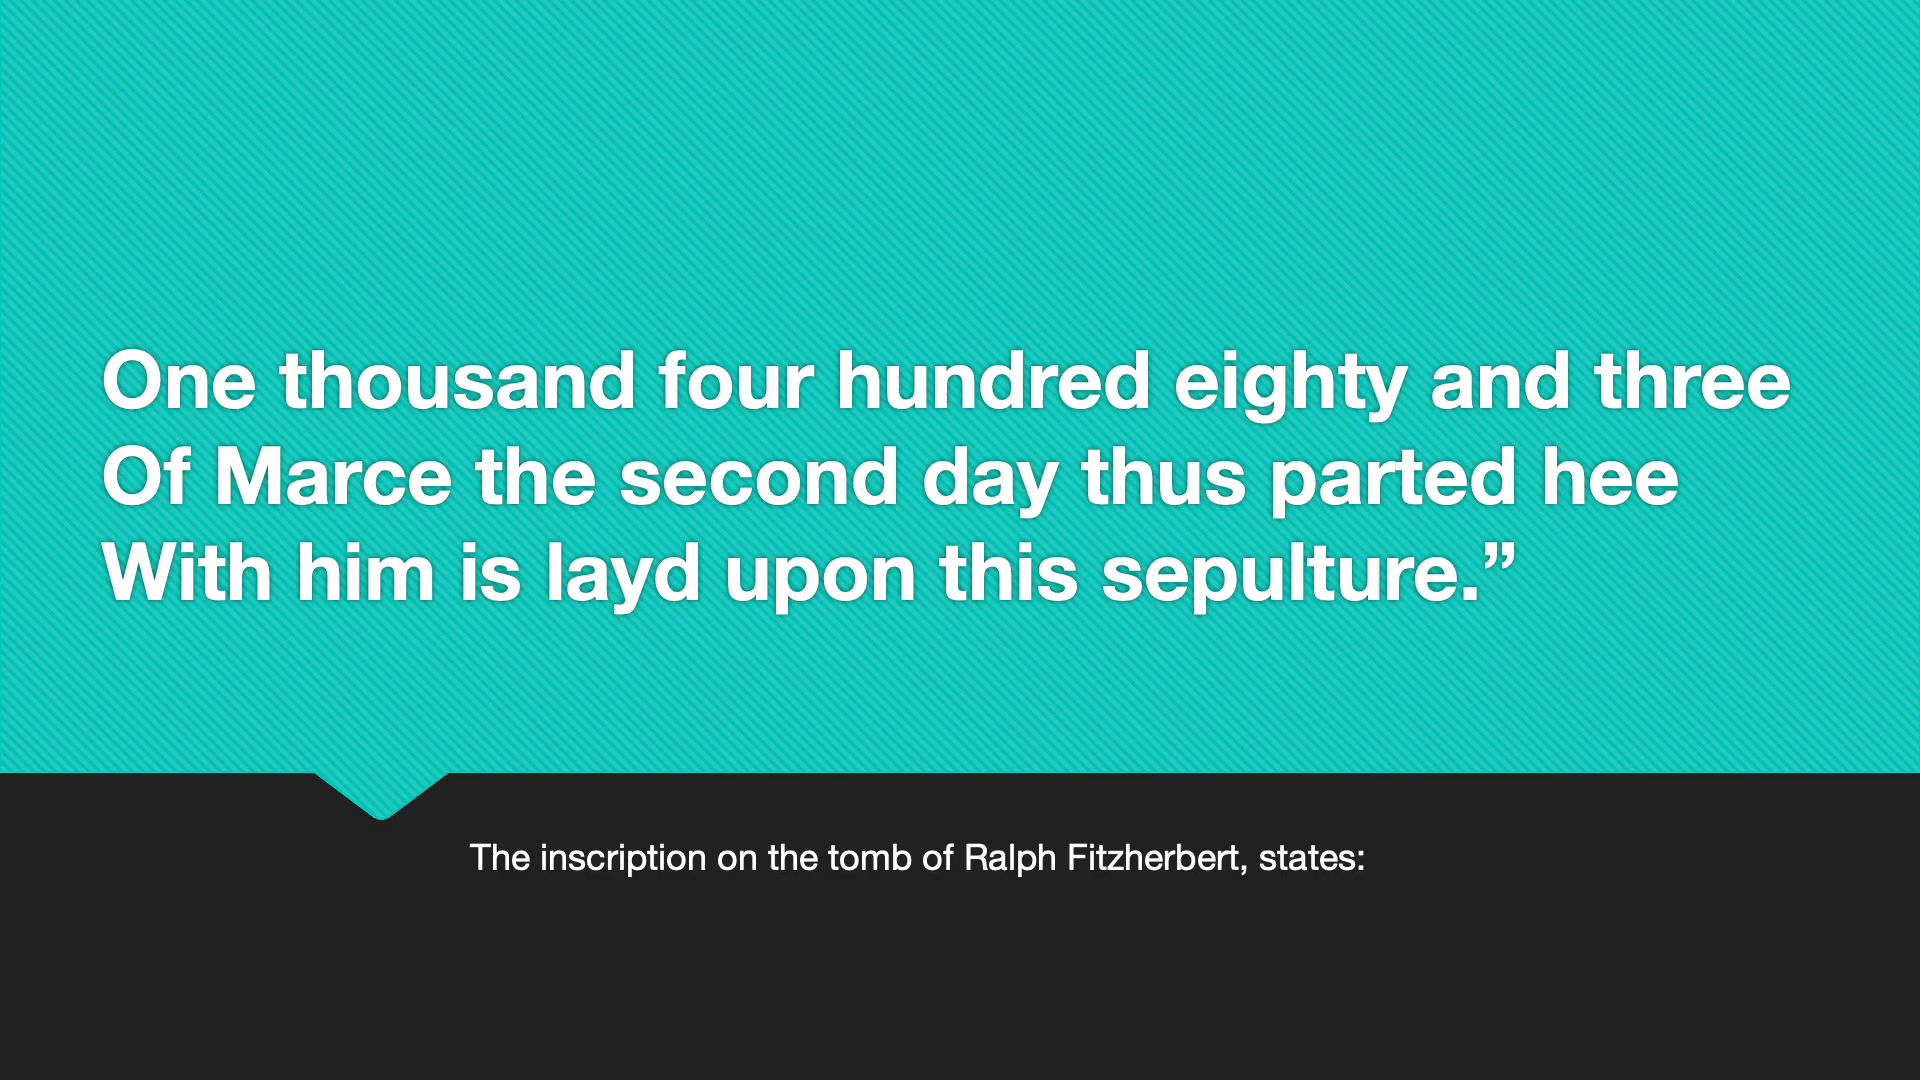 One thousand four hundred eighty and three
Of Marce the second day thus parted hee
With him is layd upon this sepulture.”
The inscription on the tomb of Ralph Fitzherbert, states: